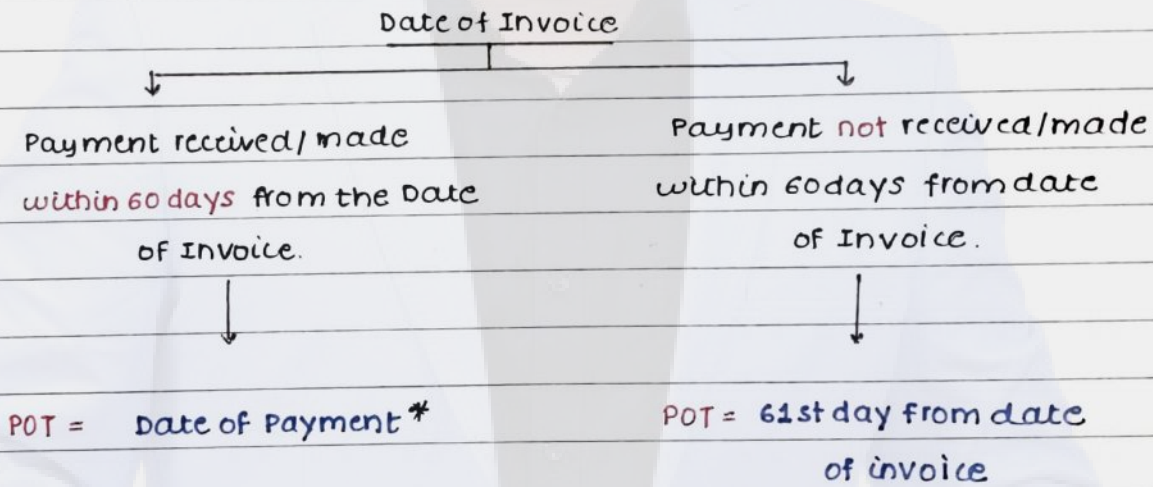 Date of Invoice
Payment received/made
within 60 days from the Date
of Invoice.
Payment not received/made
within 60days from date
of Invoice.
POT = Date of Payment*
POT = 61st day from date
of invoice